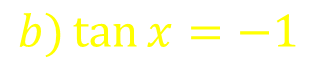 b) tan x = −1